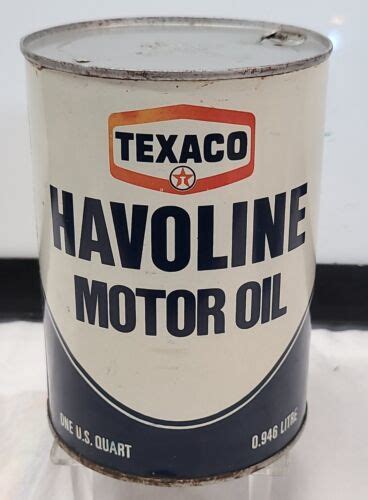 TEXACO
T
HAVOLINE
MOTOR OIL
ONE U.S. QUART 0.946 LITRE